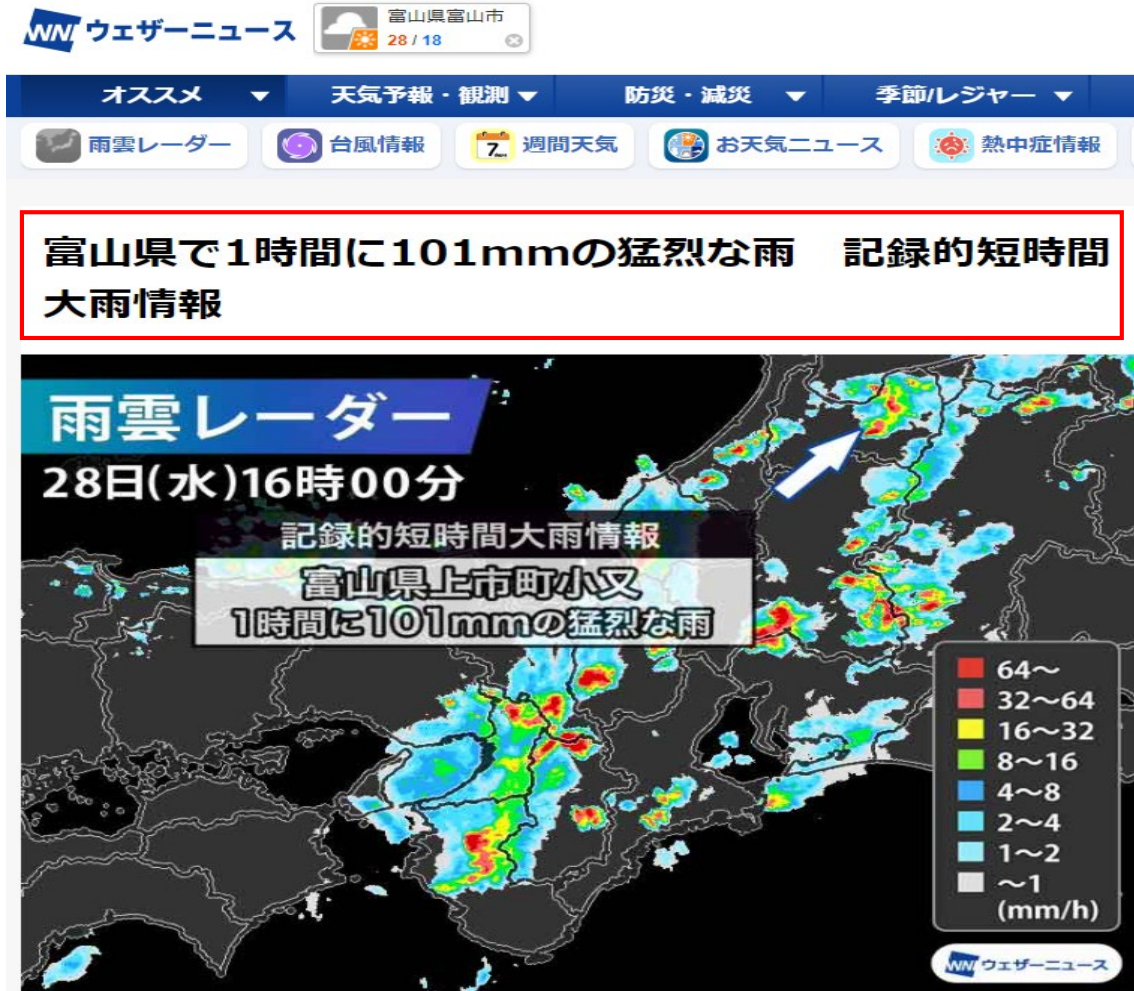 WNI ウェザーニュース
富山県富山市
28 / 18
オススメ ▼ 天気予報・観測 ▼ 防災・減災 ▼ 季節/レジャー ▼
雨雲レーダー 台風情報 7 週間天気 お天気ニュース 熱中症情報
富山県で1時間に101mmの猛烈な雨　記録的短時間
大雨情報
雨雲レーダー
28日(水)16時00分
記録的短時間大雨情報
富山県上市町小又
1時間に101mmの猛烈な雨
64～
32～64
16～32
8～16
4～8
2～4
1～2
～1
(mm/h)
WNI ウェザーニュース